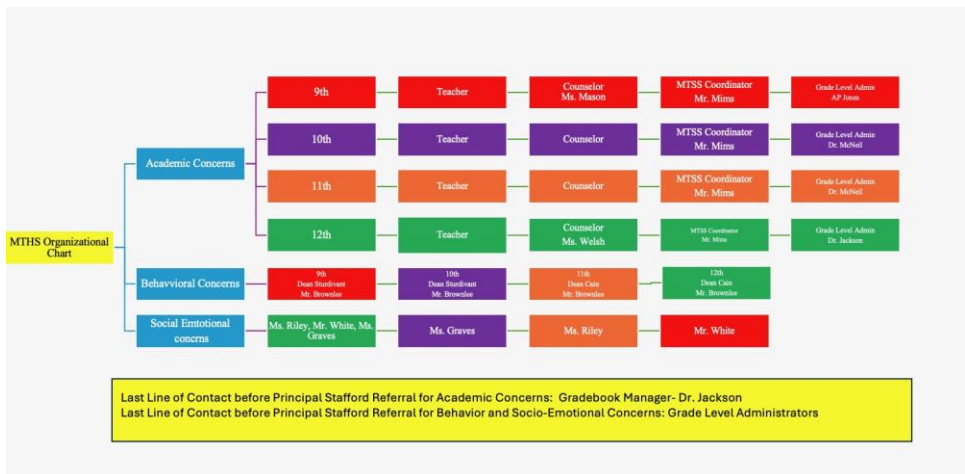 MTHS Organizational
Chart
Academic Concerns
9th
Teacher
Counselor
Ms. Mason
MTSS Coordinator
Mr. Mims
Grade Level Admin
AP Jones
10th
Teacher
Counselor
MTSS Coordinator
Mr. Mims
Grade Level Admin
Dr. McNeil
11th
Teacher
Counselor
MTSS Coordinator
Mr. Mims
Grade Level Admin
Dr. McNeil
12th
Teacher
Counselor
Ms. Welsh
MTSS Coordinator
Mr. Mims
Grade Level Admin
Dr. Jackson
Behavvioral Concerns
9th
Dean Sturdivant
Mr. Brownlee
10th
Dean Sturdivant
Mr. Brownlee
11th
Dean Cain
Mr. Brownlee
12th
Dean Cain
Mr. Brownlee
Social Emtotional
concrns
Ms. Riley, Mr. White, Ms.
Graves
Ms. Graves
Ms. Riley
Mr. White
Last Line of Contact before Principal Stafford Referral for Academic Concerns: Gradebook Manager- Dr. Jackson
Last Line of Contact before Principal Stafford Referral for Behavior and Socio-Emotional Concerns: Grade Level Administrators